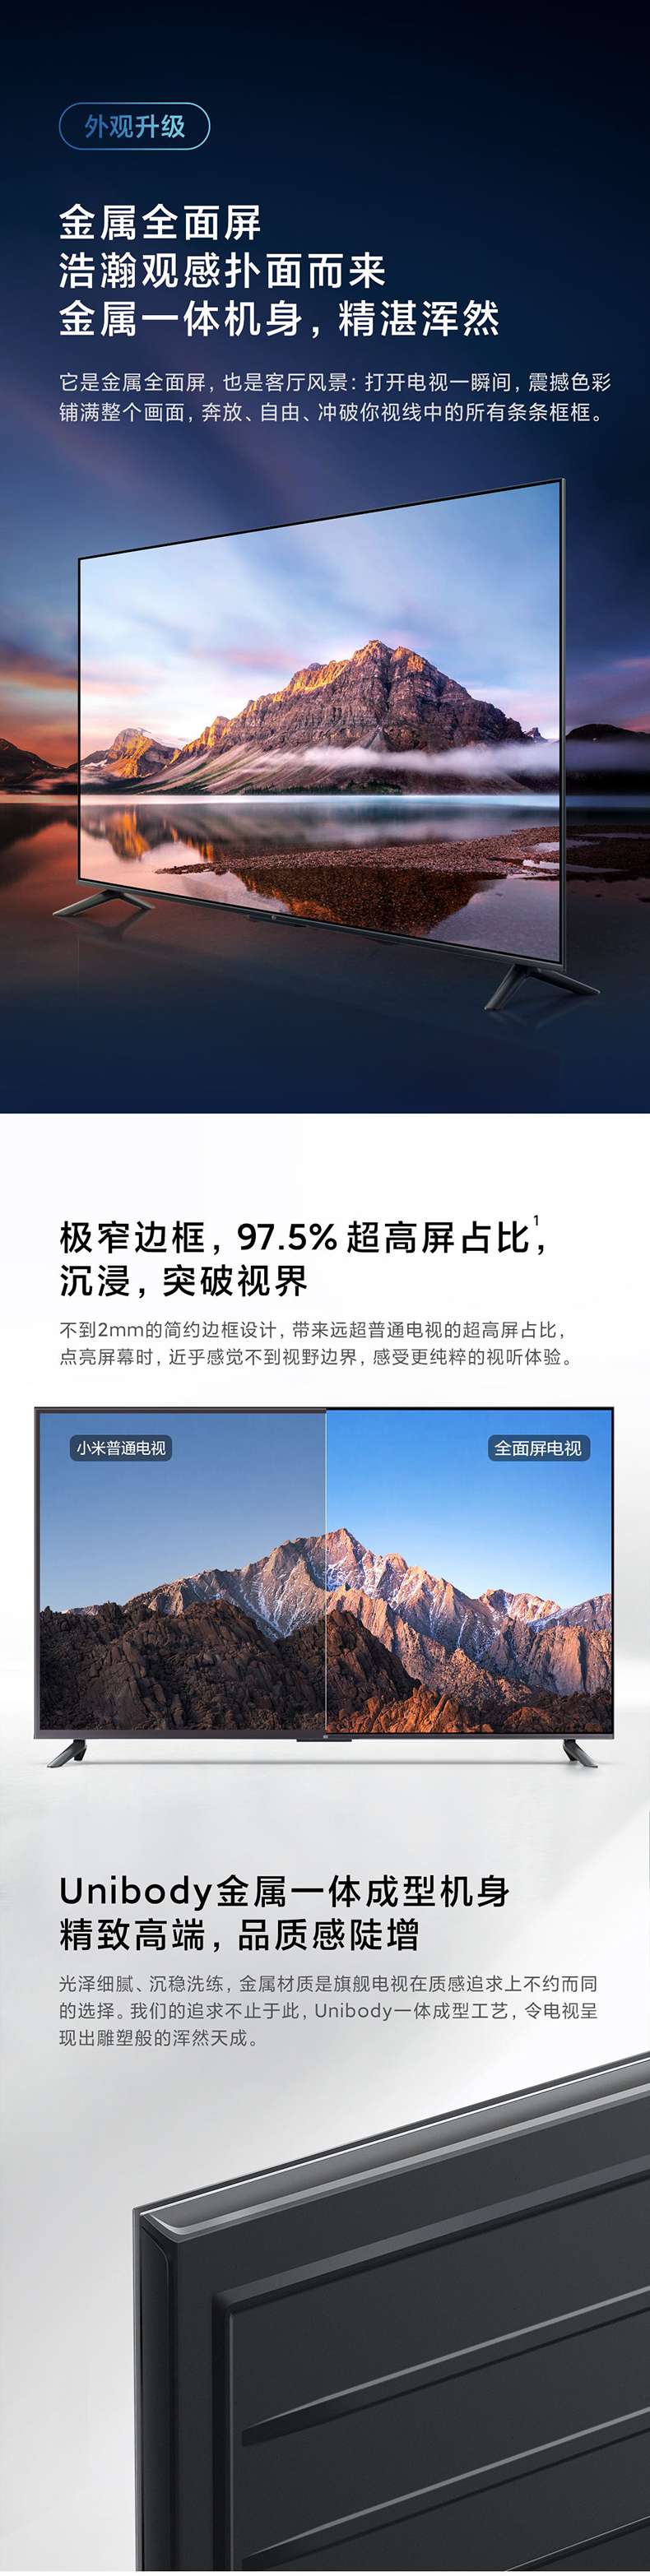 外观升级
金属全面屏
浩瀚观感扑面而来
金属一体机身，精湛浑然
它是金属全面屏，也是客厅风景：打开电视一瞬间，震撼色彩
铺满整个画面，奔放、自由、冲破你视线中的所有条条框框。
极窄边框，97.5% 超高屏占比1，
沉浸，突破视界
不到2mm的简约边框设计，带来远超普通电视的超高屏占比，
点亮屏幕时，近乎感觉不到视野边界，感受更纯粹的视听体验。
小米普通电视
全面屏电视
Unibody金属一体成型机身
精致高端，品质感陡增
光泽细腻、沉稳洗练，金属材质是旗舰电视在质感追求上不约而同
的选择。我们的追求不止于此，Unibody一体成型工艺，令电视呈
现出雕塑般的浑然天成。